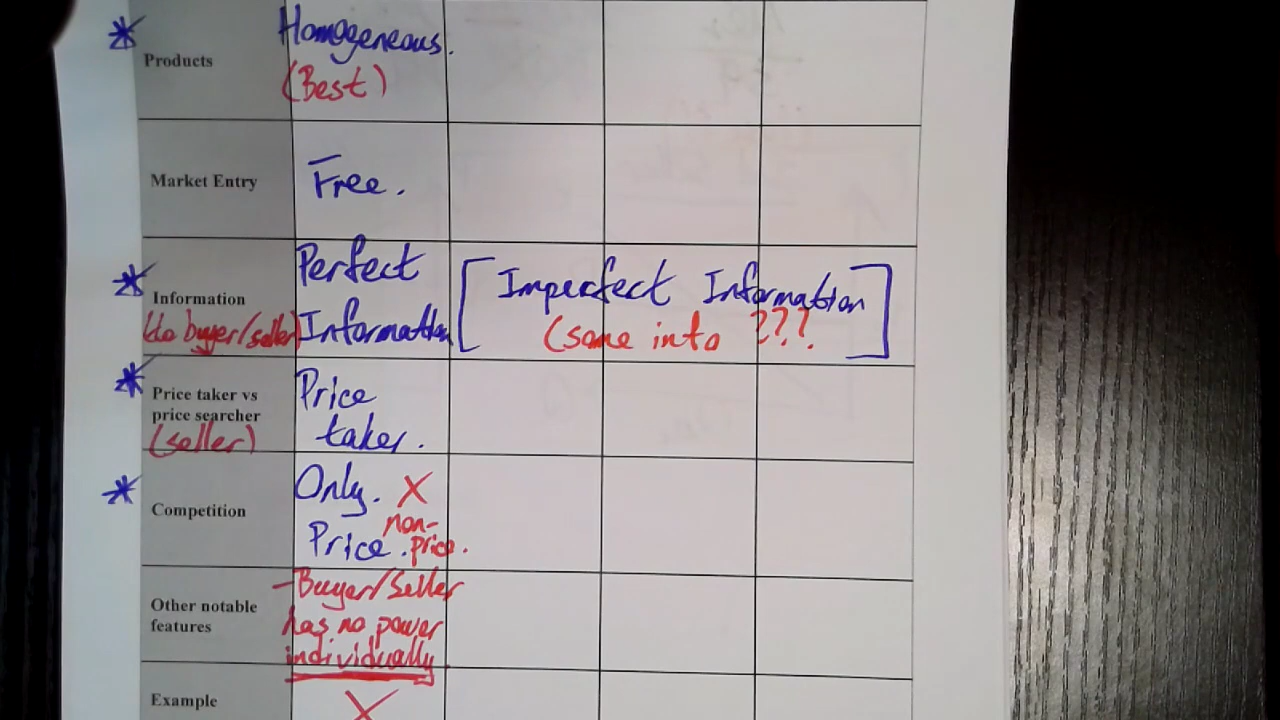 Products
Homogeneous.
(Best)
Market Entry
Free.
Information
(to buyer/seller)
Perfect
Information
Imperfect Information
(some info ???
Price taker vs
price searcher
(seller)
Price
taker.
Competition
Only.
Price.
X
non-
price.
Other notable
features
-Buyer/Seller
has no power
individually
Example
X